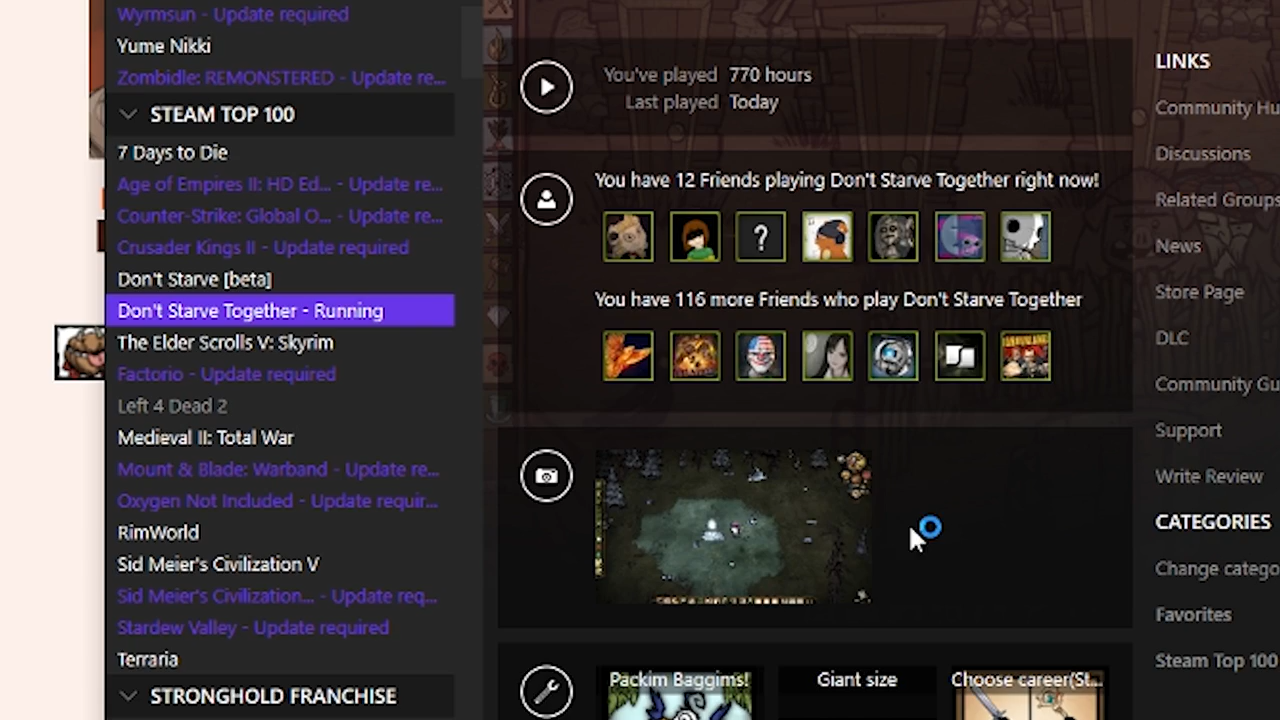 Wyrmsun - Update required
Yume Nikki
Zombidle: REMONSTERED - Update re...
STEAM TOP 100
7 Days to Die
Age of Empires II: HD Ed... - Update re...
Counter-Strike: Global O... - Update re...
Crusader Kings II - Update required
Don't Starve [beta]
Don't Starve Together - Running
The Elder Scrolls V: Skyrim
Factorio - Update required
Left 4 Dead 2
Medieval II: Total War
Mount & Blade: Warband - Update re...
Oxygen Not Included - Update requir...
RimWorld
Sid Meier's Civilization V
Sid Meier's Civilization... - Update req...
Stardew Valley - Update required
Terraria
STRONGHOLD FRANCHISE
You've played 770 hours
Last played Today
You have 12 Friends playing Don't Starve Together right now!
?
You have 116 more Friends who play Don't Starve Together
Packim Baggims!
Giant size
Choose career(St...
LINKS
Community Hu
Discussions
Related Groups
News
Store Page
DLC
Community Gu
Support
Write Review
CATEGORIES
Change catego
Favorites
Steam Top 100